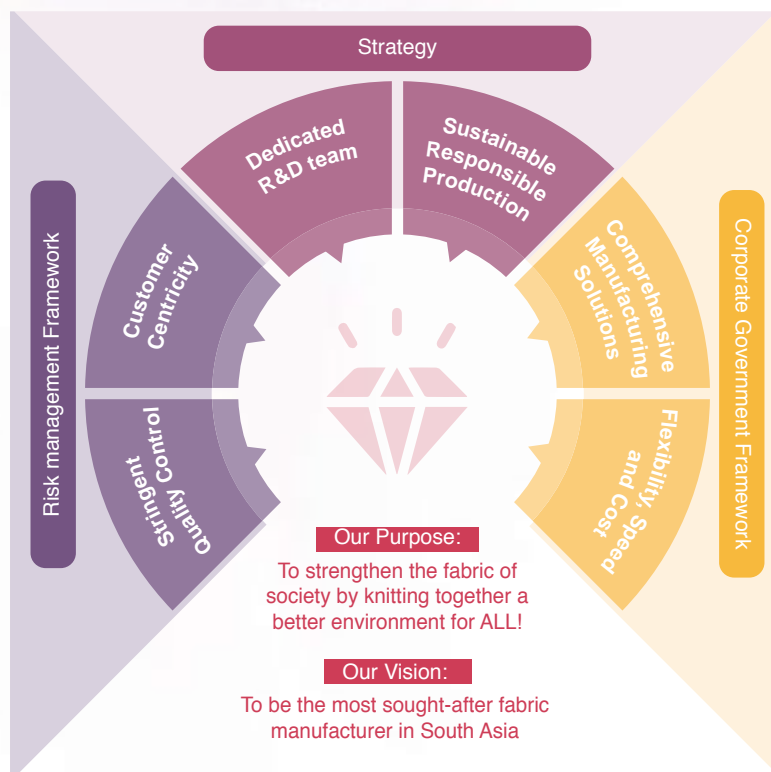 Strategy
Dedicated
R&D team
Sustainable
Responsible
Production
Customer
Centricity
Comprehensive
Manufacturing
Solutions
Risk management Framework
Corporate Government Framework
Stringent
Quality Control
Flexibility, Speed
and Cost
Our Purpose:
To strengthen the fabric of
society by knitting together a
better environment for ALL!
Our Vision:
To be the most sought-after fabric
manufacturer in South Asia